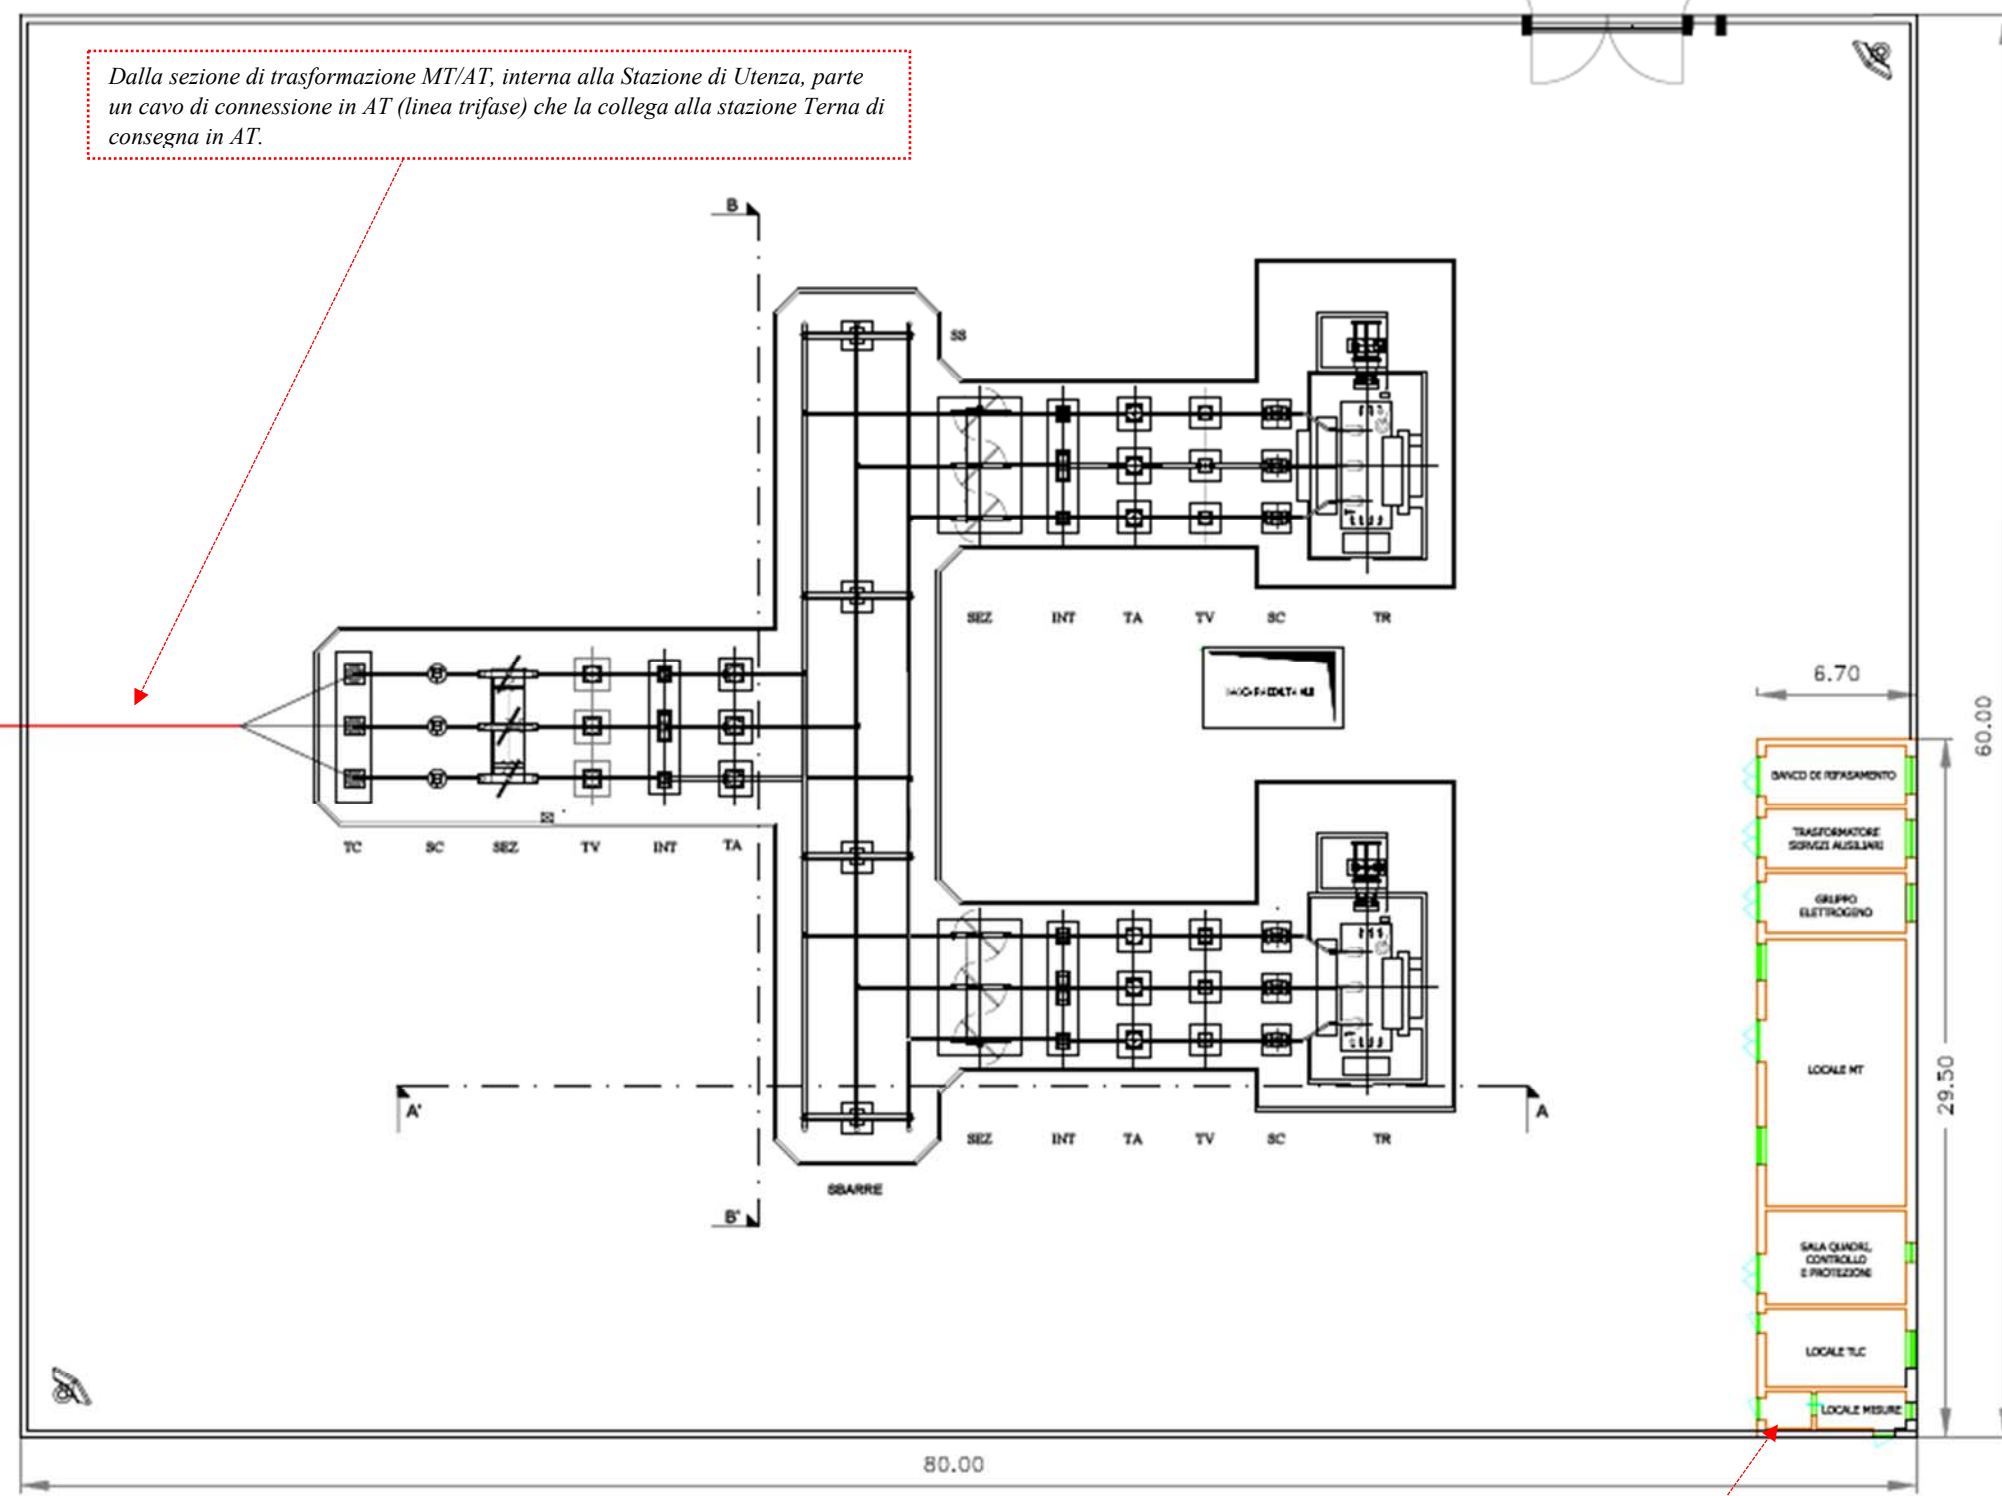 Dalla sezione di trasformazione MT/AT, interna alla Stazione di Utenza, parte
un cavo di connessione in AT (linea trifase) che la collega alla stazione Terna di
consegna in AT.
B
SS
SEZ INT TA TV SC TR
6.70
60.00
BANCO DI RIFASAMENTO
TRASFORMATORE
SERVIZI AUSILIARI
TC SC SEZ TV INT TA
GRUPPO
ELETTROGENO
LOCALE MT
29.50
A' A
SEZ INT TA TV SC TR
SBARRE
B'
SALA QUADRI,
CONTROLLO
E PROTEZIONE
LOCALE TLC
LOCALE MISURE
80.00